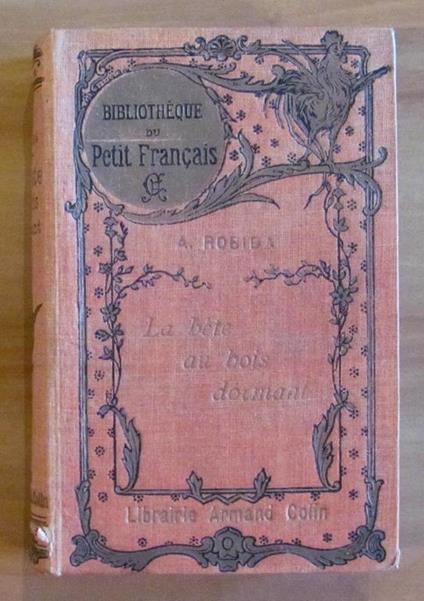 BIBLIOTHÈQUE
DU
Petit Français
A. ROBIDA
La bête
au bois
dormant
Librairie Armand Colin